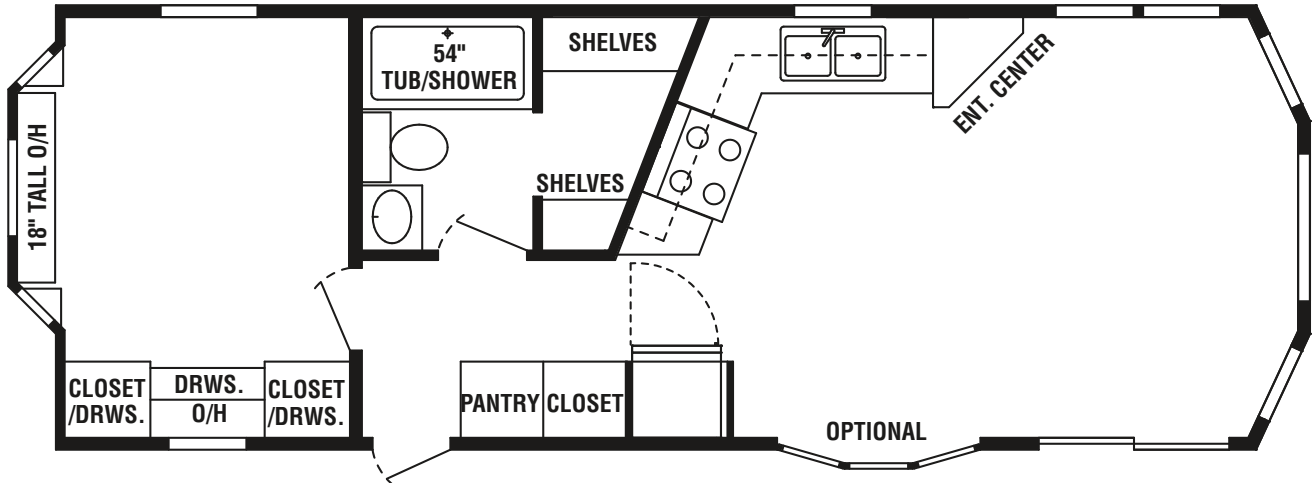 54"
TUB/SHOWER
SHELVES
ENT. CENTER
18" TALL O/H
SHELVES
CLOSET
/DRWS.
DRWS.
O/H
CLOSET
/DRWS.
PANTRY
CLOSET
OPTIONAL